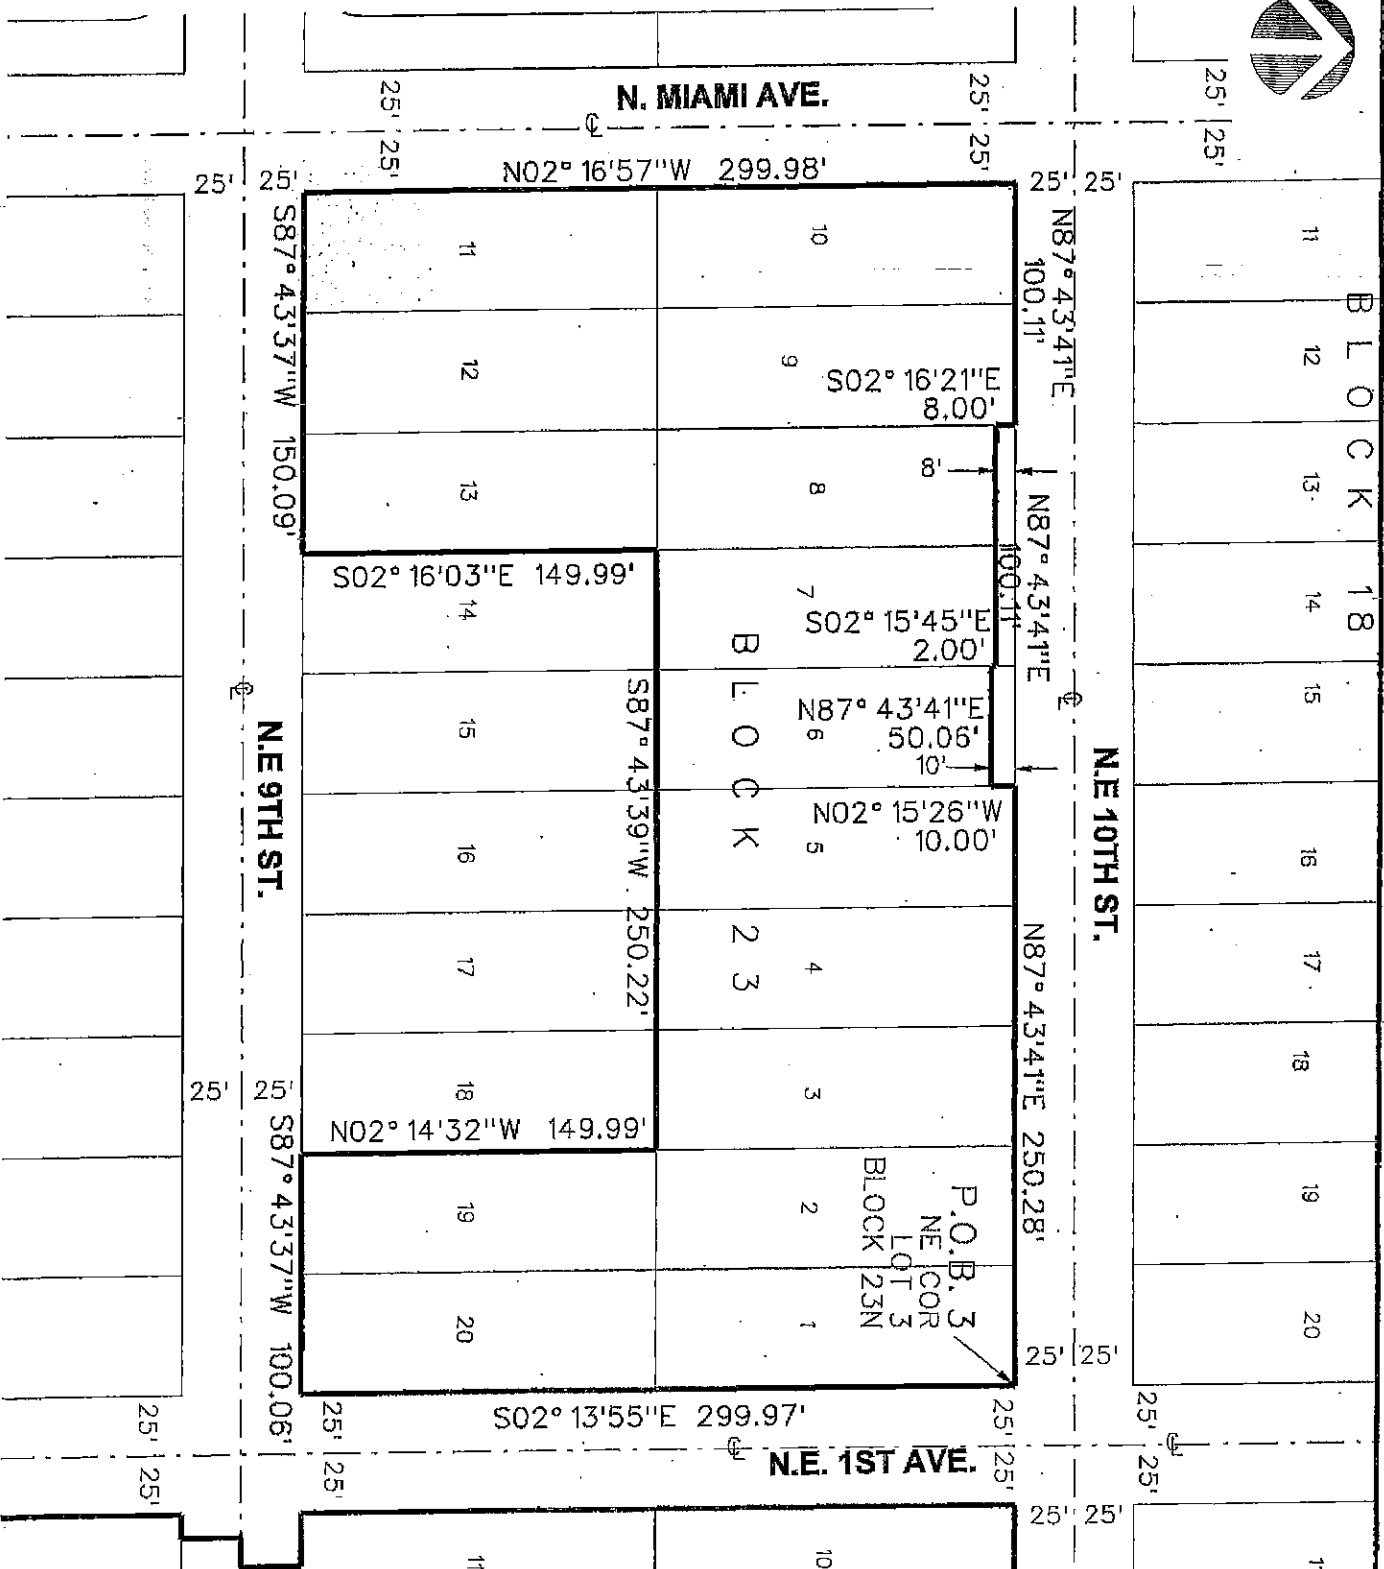 N. MIAMI AVE.
25' 25'
25' 25'
25' 25'
℄
N02° 16'57"W 299.98'
25' 25'
25' 25'
S87° 43'37"W 150.09'
N87° 43'41"E
100.11'
11
10
11
12
9
12
S02° 16'21"E
8.00'
8'
13
8
13
N87° 43'41"E
100.11'
S02° 16'03"E 149.99'
14
7
14
S02° 15'45"E
2.00'
BLOCK 18
BLOCK 23
S87° 43'39"W 250.22'
N87° 43'41"E
50.06'
10'
15
6
15
℄
℄
N.E 9TH ST.
N.E 10TH ST.
N02° 15'26"W
10.00'
16
5
16
17
4
17
N87° 43'41"E 250.28'
25' 25'
18
3
18
N02° 14'32"W 149.99'
S87° 43'37"W 100.06'
19
2
19
P.O.B. 3
NE COR
LOT 3
BLOCK 23N
20
1
20
25' 25'
S02° 13'55"E 299.97'
25' 25'
25' 25'
25' 25'
25' 25'
℄
℄
N.E. 1ST AVE.
25' 25'
11
10